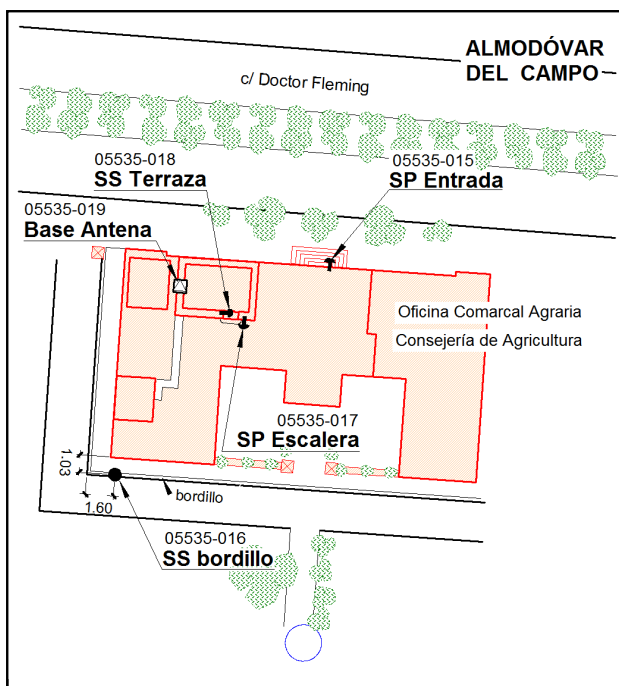 ALMODÓVAR
DEL CAMPO
c/ Doctor Fleming
05535-018
SS Terraza
05535-015
SP Entrada
05535-019
Base Antena
Oficina Comarcal Agraria
Consejería de Agricultura
05535-017
SP Escalera
1.03
bordillo
1.60
05535-016
SS bordillo